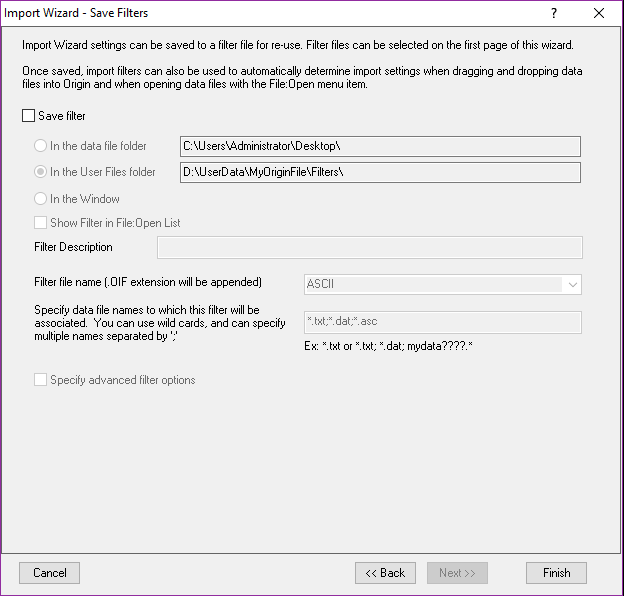 Import Wizard - Save Filters
?
Import Wizard settings can be saved to a filter file for re-use. Filter files can be selected on the first page of this wizard.
Once saved, import filters can also be used to automatically determine import settings when dragging and dropping data
files into Origin and when opening data files with the File:Open menu item.
Save filter
In the data file folder
C:\Users\Administrator\Desktop\
In the User Files folder
D:\UserData\MyOriginFile\Filters\
In the Window
Show Filter in File:Open List
Filter Description
Filter file name (.OIF extension will be appended)
ASCII
Specify data file names to which this filter will be
associated.  You can use wild cards, and can specify
multiple names separated by ';'
*.txt;*.dat;*.asc
Ex: *.txt or *.txt; *.dat; mydata????.*
Specify advanced filter options
Cancel
<< Back
Next >>
Finish